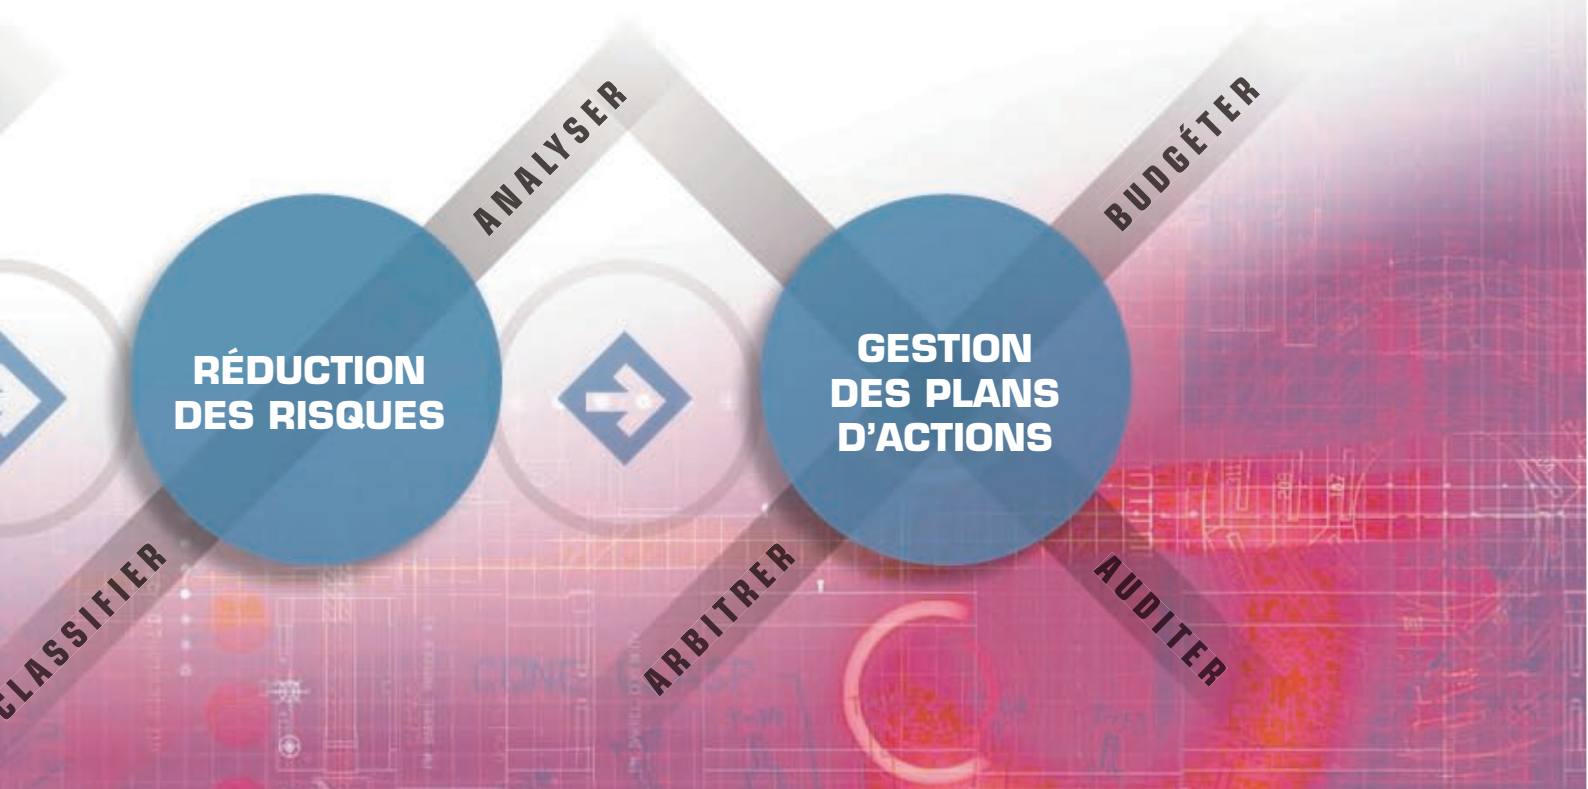 ANALYSER
BUDGÉTER
RÉDUCTION
DES RISQUES
GESTION
DES PLANS
D’ACTIONS
CLASSIFIER
ARBITRER
AUDITER